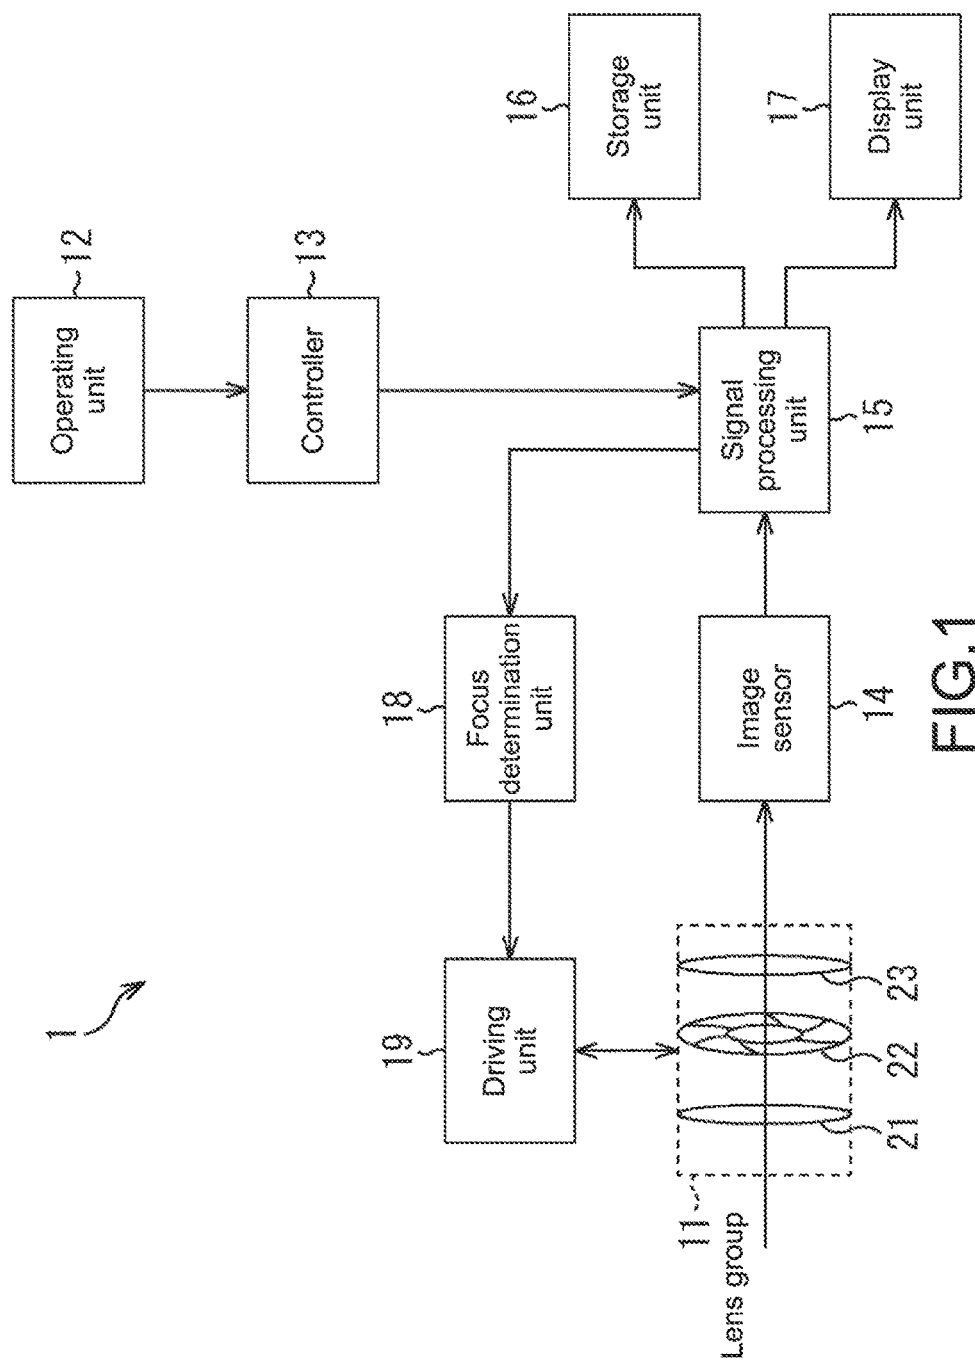 1
12
Operating
unit
13
Controller
16
Storage
unit
17
Display
unit
19
Driving
unit
18
Focus
determination
unit
Signal
processing
unit
15
11
Lens group
21
22
23
Image
sensor
14
FIG.1